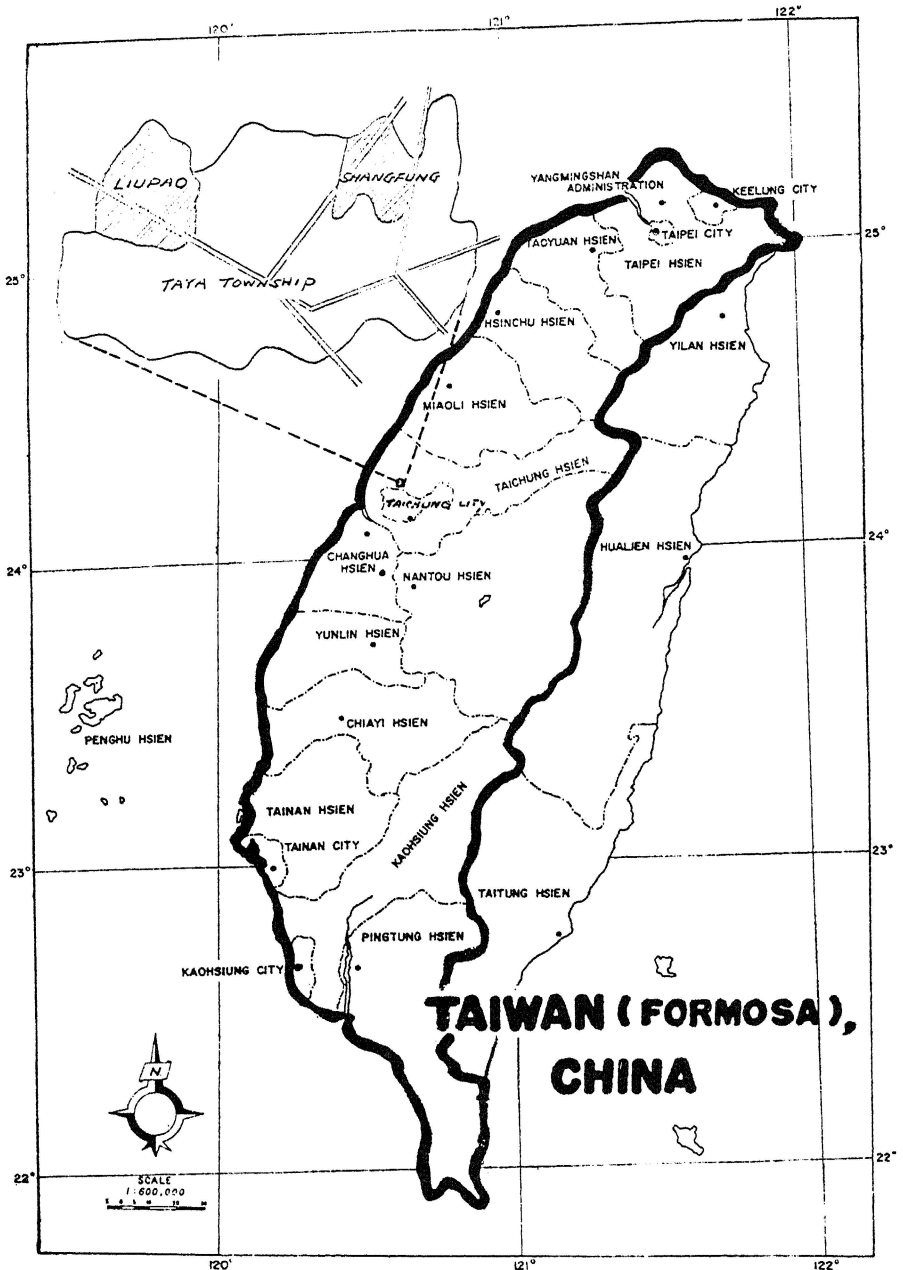 120°
121°
122°
LIUPAO
SHANGFUNG
TAYA TOWNSHIP
YANGMINGSHAN
ADMINISTRATION
KEELUNG CITY
TAIPEI CITY
TAOYUAN HSIEN
TAIPEI HSIEN
25°
25°
HSINCHU HSIEN
YILAN HSIEN
MIAOLI HSIEN
TAICHUNG HSIEN
TAICHUNG CITY
HUALIEN HSIEN
24°
24°
CHANGHUA
HSIEN
NANTOU HSIEN
YUNLIN HSIEN
CHIAYI HSIEN
PENGHU HSIEN
TAINAN HSIEN
TAINAN CITY
KAOHSIUNG HSIEN
23°
23°
TAITUNG HSIEN
PINGTUNG HSIEN
KAOHSIUNG CITY
TAIWAN (FORMOSA),
CHINA
N
22°
22°
SCALE
1:600,000
120°
121°
122°